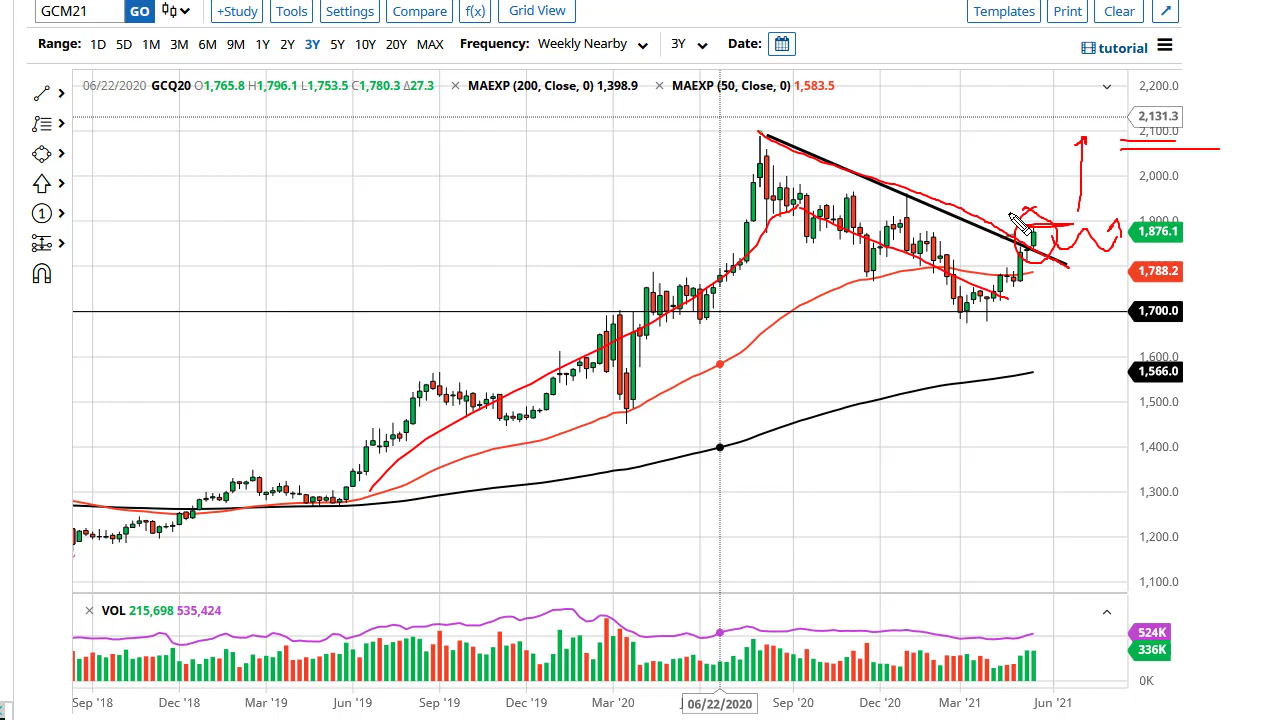 GCM21 GO +Study Tools Settings Compare f(x) Grid View Templates Print Clear
Range: 1D 5D 1M 3M 6M 9M 1Y 2Y 3Y 5Y 10Y 20Y MAX Frequency: Weekly Nearby 3Y Date: tutorial
06/22/2020 GCQ20 O1,765.8 H1,796.1 L1,753.5 C1,780.3 Δ27.3 × MAEXP (200, Close, 0) 1,398.9 × MAEXP (50, Close, 0) 1,583.5
2,200.0
2,131.3
2,100.0
2,000.0
1,900.0
1,876.1
1,788.2
1,700.0
1,600.0
1,566.0
1,500.0
1,400.0
1,300.0
1,200.0
1,100.0
× VOL 215,698 535,424
524K
336K
0K
Sep '18 Dec '18 Mar '19 Jun '19 Sep '19 Dec '19 Mar '20 06/22/2020 Sep '20 Dec '20 Mar '21 Jun '21